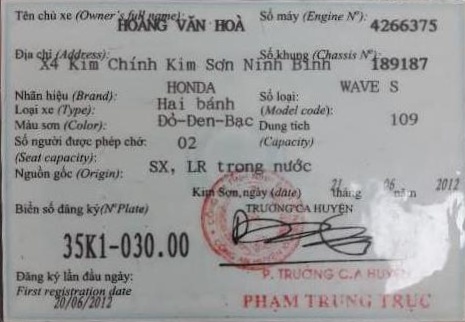 Tên chủ xe (Owner's full name): HOÀNG VĂN HOÀ Số máy (Engine Nº): 4266375
Địa chỉ (Address): X4 Kim Chính Kim Sơn Ninh Bình Số khung (Chassis Nº): 189187
Nhãn hiệu (Brand): HONDA Số loại: WAVE S
Loại xe (Type): Hai bánh (Model code):
Màu sơn (Color): Đỏ-Đen-Bạc Dung tích 109
Số người được phép chở: 02 (Capacity)
(Seat capacity):
Nguồn gốc (Origin): SX, LR trong nước
Kim Sơn, ngày (date) 21 tháng 06 năm 2012
Biển số đăng ký (Nº Plate) TRƯỞNG CA HUYỆN
35K1-030.00
P. TRƯỞNG C.A HUYỆN
Đăng ký lần đầu ngày:
First registration date
20/06/2012 PHẠM TRUNG TRỰC